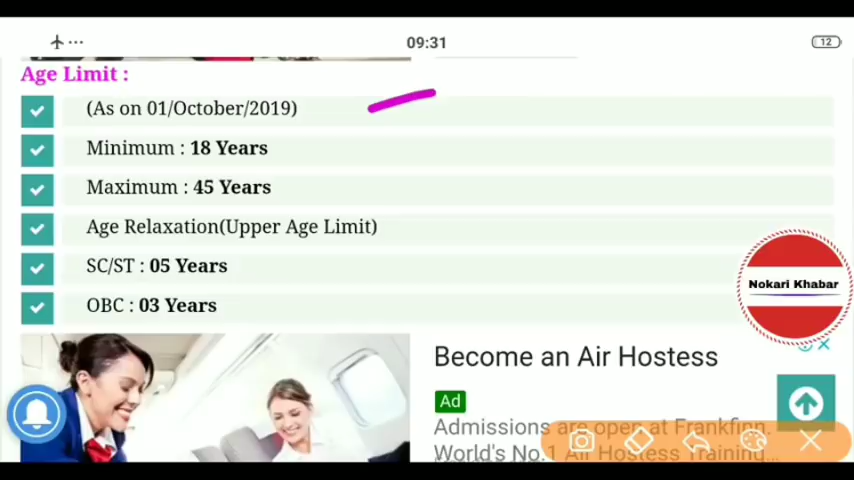 09:31
12
Age Limit :
(As on 01/October/2019)
Minimum : 18 Years
Maximum : 45 Years
Age Relaxation(Upper Age Limit)
SC/ST : 05 Years
OBC : 03 Years
Nokari Khabar
Become an Air Hostess
Ad
Admissions are open at Frankfinn.
World's No.1 Air Hostess Training...